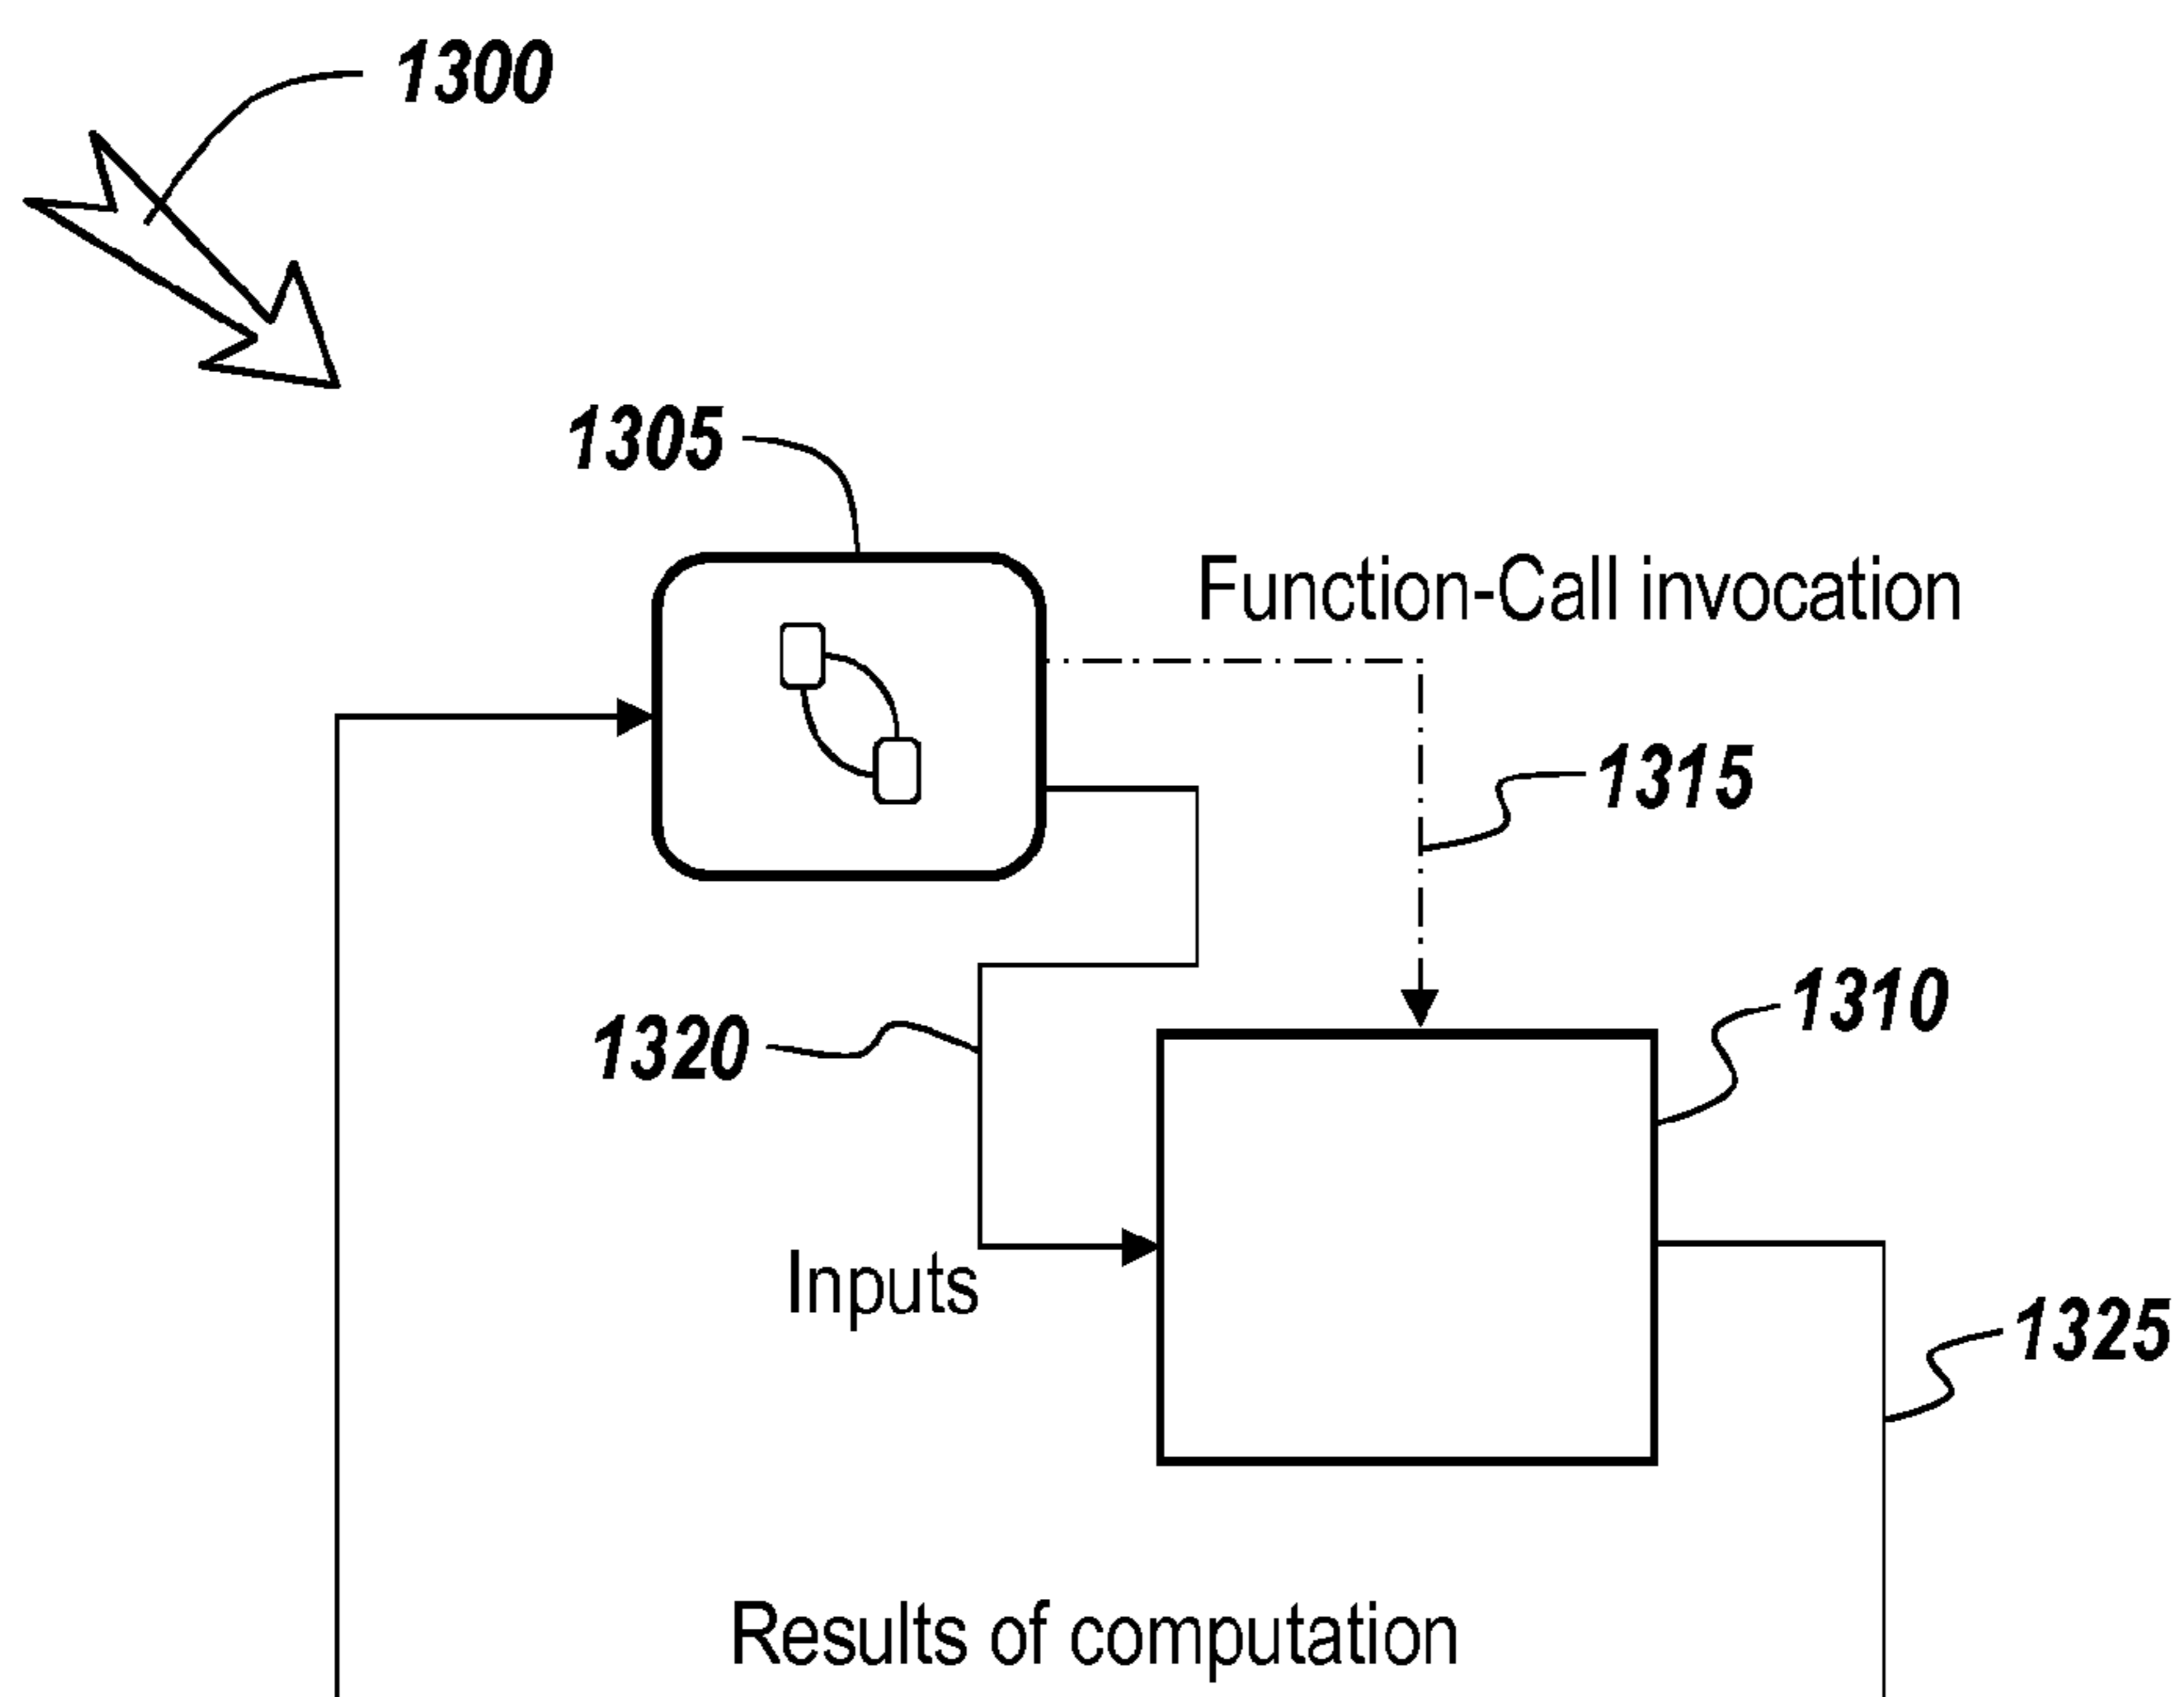 1300
1305
Function-Call invocation
1315
1310
1320
Inputs
1325
Results of computation